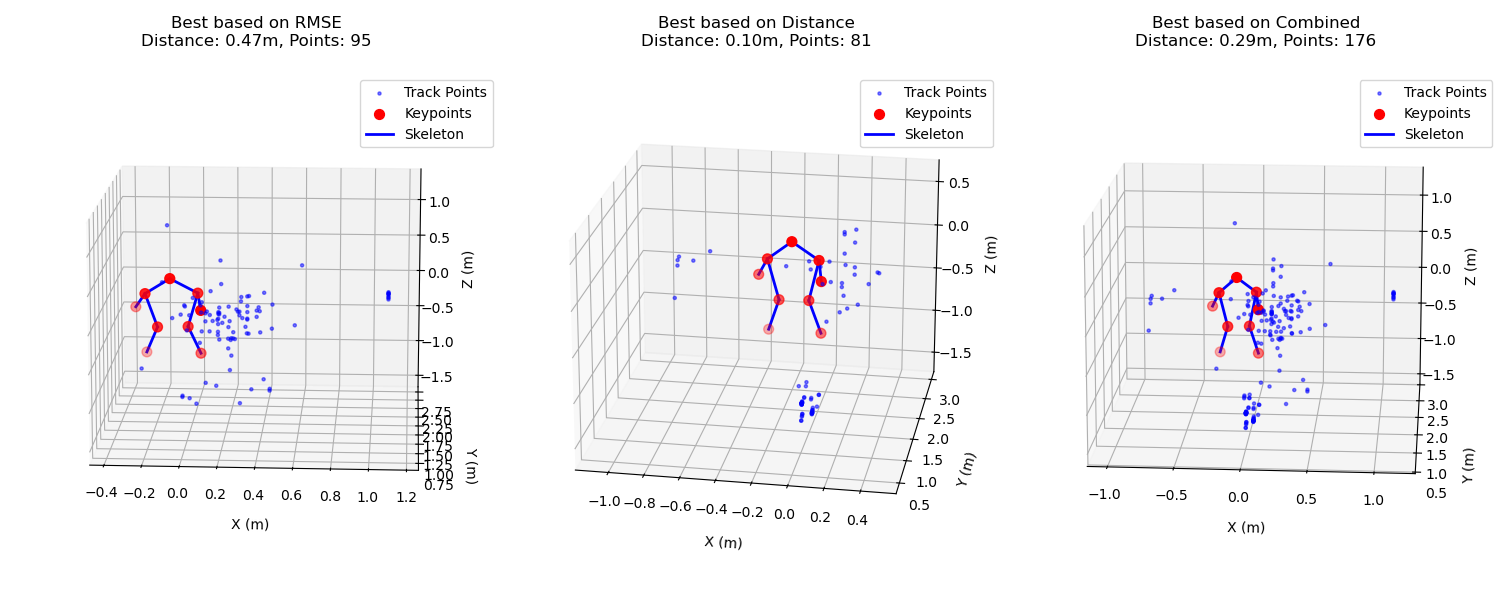 Best based on RMSE
Distance: 0.47m, Points: 95
Track Points
Keypoints
Skeleton
1.0
0.5
0.0
−0.5
−1.0
−1.5
Z (m)
2.75
2.50
2.25
2.00
1.75
1.50
1.25
1.00
0.75
Y (m)
−0.4 −0.2 0.0 0.2 0.4 0.6 0.8 1.0 1.2
X (m)
Best based on Distance
Distance: 0.10m, Points: 81
Track Points
Keypoints
Skeleton
0.5
0.0
−0.5
−1.0
−1.5
Z (m)
3.0
2.5
2.0
1.5
1.0
0.5
Y (m)
−1.0 −0.8 −0.6 −0.4 −0.2 0.0 0.2 0.4
X (m)
Best based on Combined
Distance: 0.29m, Points: 176
Track Points
Keypoints
Skeleton
1.0
0.5
0.0
−0.5
−1.0
−1.5
Z (m)
3.0
2.5
2.0
1.5
1.0
0.5
Y (m)
−1.0 −0.5 0.0 0.5 1.0
X (m)